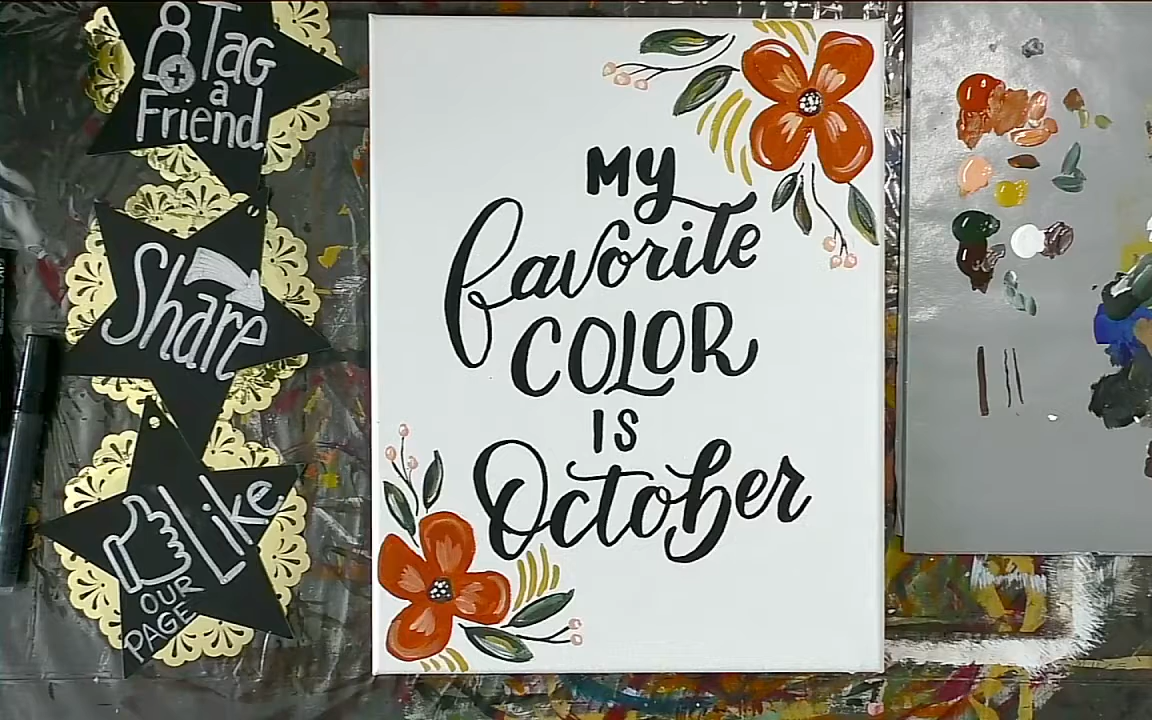 Tag
a
Friend
Share
Like
OUR
PAGE
MY
favorite
COLOR
IS
October